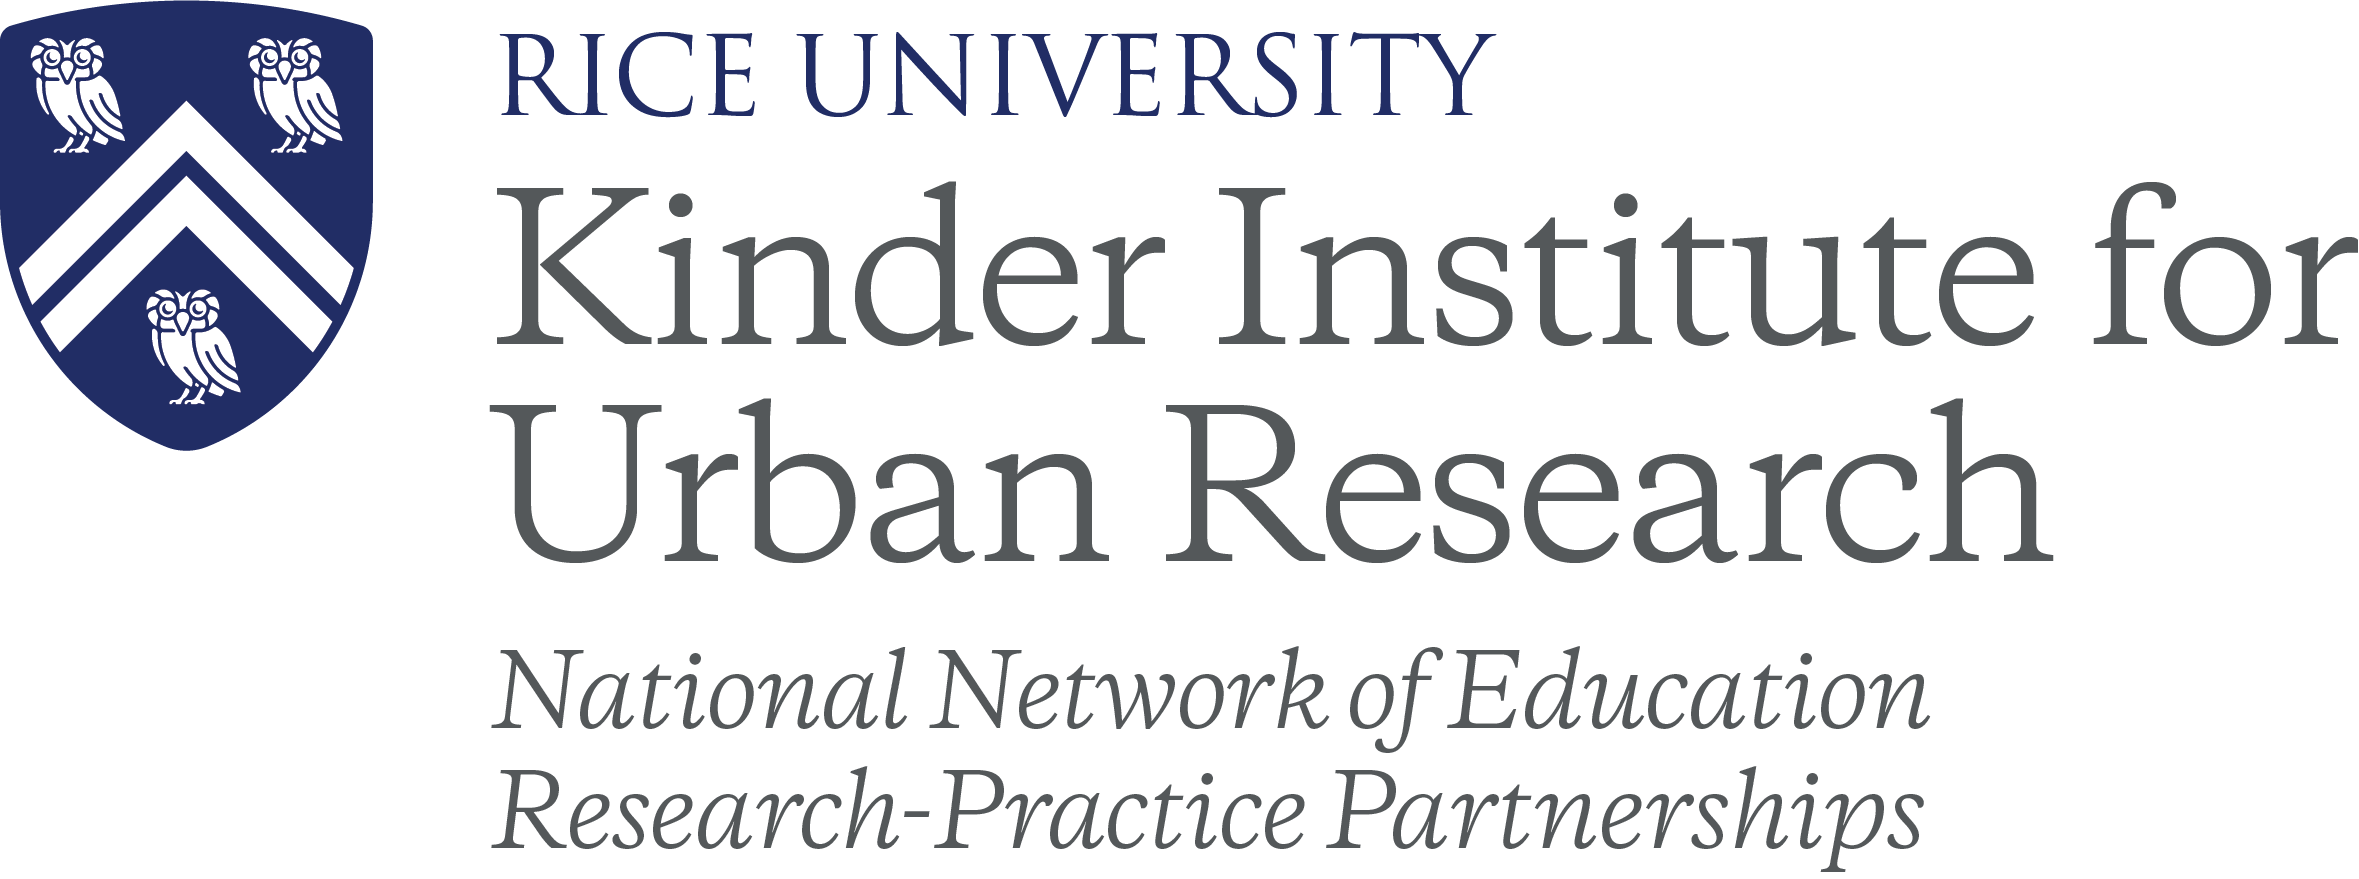 RICE UNIVERSITY
Kinder Institute for
Urban Research
National Network of Education
Research-Practice Partnerships